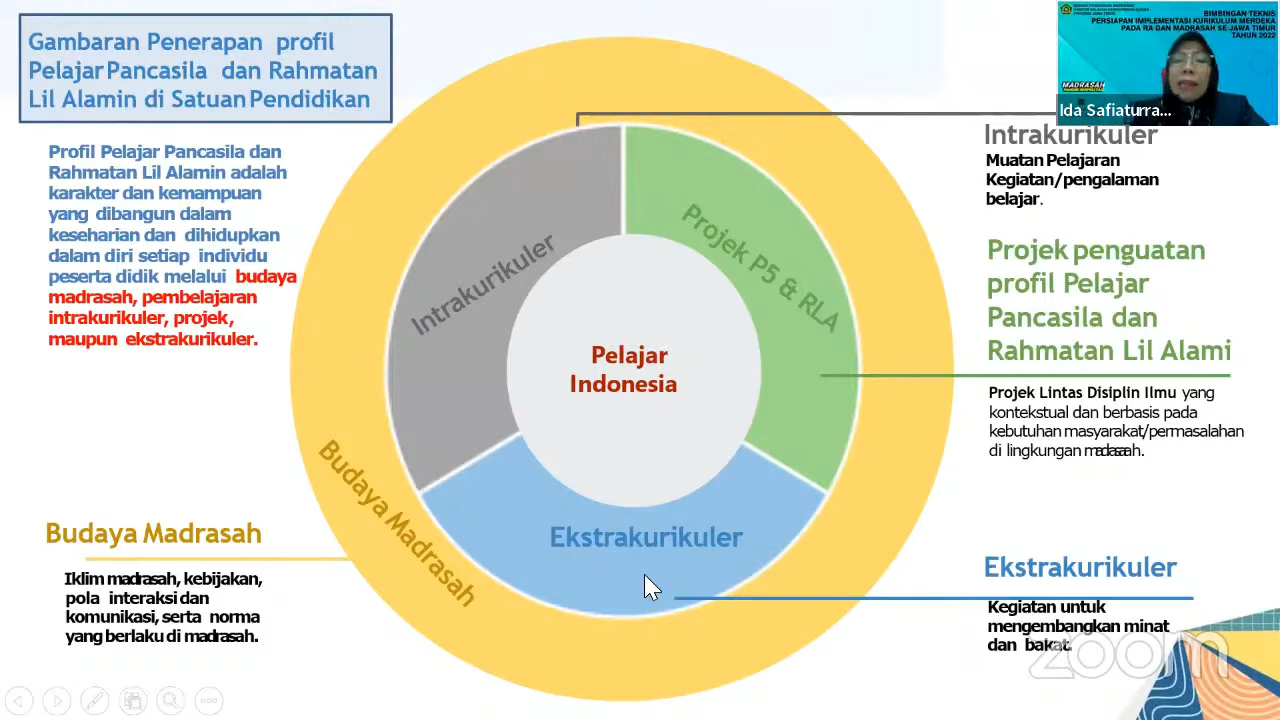 Gambaran Penerapan profil
Pelajar Pancasila dan Rahmatan
Lil Alamin di Satuan Pendidikan
Profil Pelajar Pancasila dan
Rahmatan Lil Alamin adalah
karakter dan kemampuan
yang dibangun dalam
keseharian dan dihidupkan
dalam diri setiap individu
peserta didik melalui budaya
madrasah, pembelajaran
intrakurikuler, projek,
maupun ekstrakurikuler.
Budaya Madrasah
Iklim madrasah, kebijakan,
pola interaksi dan
komunikasi, serta norma
yang berlaku di madrasah.
Intrakurikuler
Projek P5 & RLA
Pelajar
Indonesia
Ekstrakurikuler
Budaya Madrasah
BIMBINGAN TEKNIS
PERSIAPAN IMPLEMENTASI KURIKULUM MERDEKA
PADA RA DAN MADRASAH SE JAWA TIMUR
TAHUN 2022
MADRASAH
Ida Safiaturra...
Intrakurikuler
Muatan Pelajaran
Kegiatan/pengalaman
belajar.
Projek penguatan
profil Pelajar
Pancasila dan
Rahmatan Lil Alami
Projek Lintas Disiplin Ilmu yang
kontekstual dan berbasis pada
kebutuhan masyarakat/permasalahan
di lingkungan madasah.
Ekstrakurikuler
Kegiatan untuk
mengembangkan minat
dan bakat.
zoom